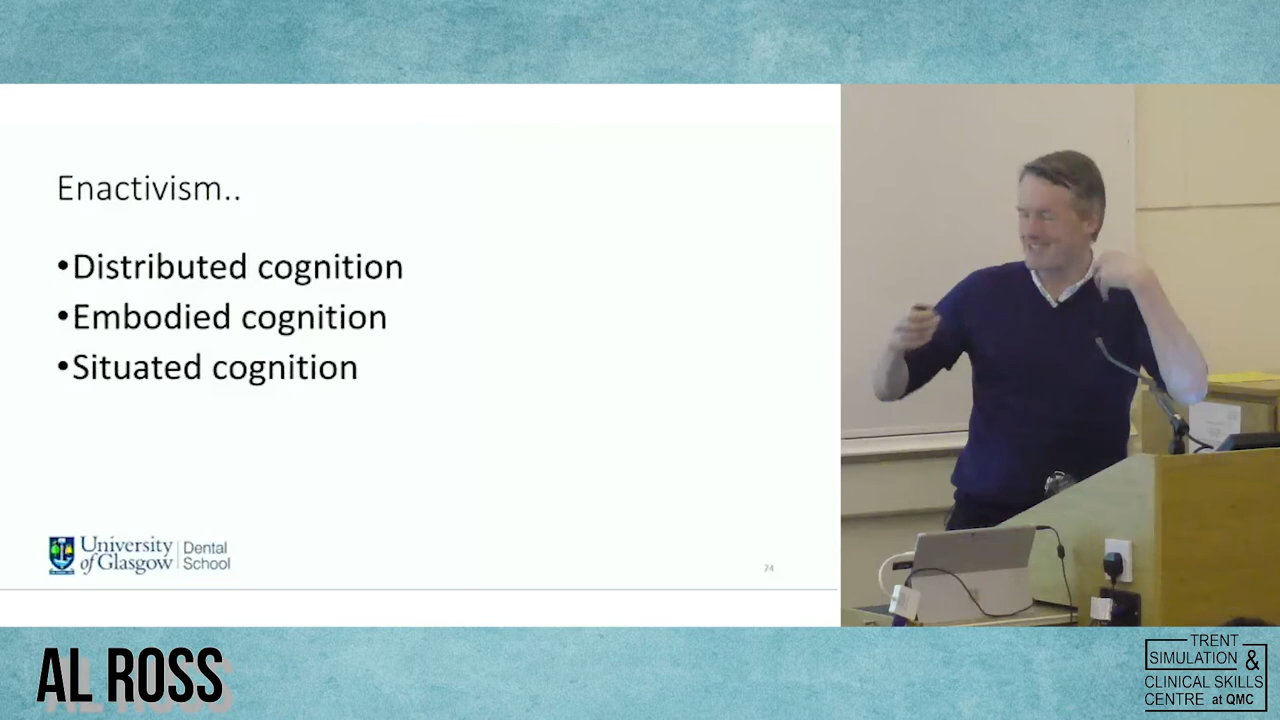 Enactivism..
•Distributed cognition
•Embodied cognition
•Situated cognition
University of Glasgow
Dental School
74
AL ROSS
TRENT
SIMULATION &
CLINICAL SKILLS
CENTRE at QMC